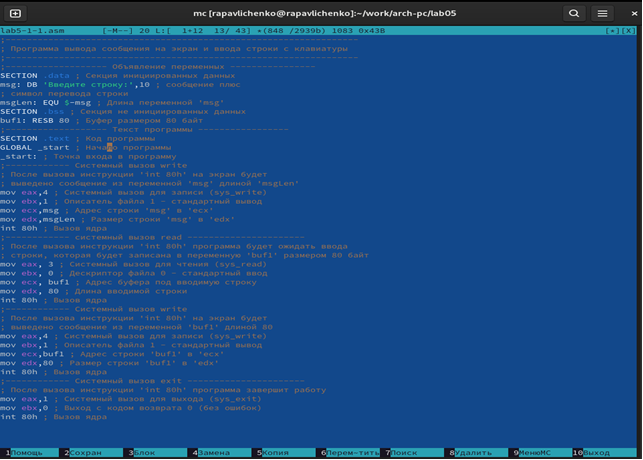 mc [rapavlichenko@rapavlichenko]:~/work/arch-pc/lab05
lab5-1-1.asm [-M--] 20 L:[ 1+12 13/ 43] *(848 /2939b) 1083 0x43B [*][X]
;------------------------------------------------------------------
; Программа вывода сообщения на экран и ввода строки с клавиатуры
;------------------------------------------------------------------
;------------------- Объявление переменных ----------------
SECTION .data ; Секция инициированных данных
msg: DB 'Введите строку:',10 ; сообщение плюс
; символ перевода строки
msgLen: EQU $-msg ; Длина переменной 'msg'
SECTION .bss ; Секция не инициированных данных
buf1: RESB 80 ; Буфер размером 80 байт
;------------------- Текст программы -----------------
SECTION .text ; Код программы
GLOBAL _start ; Начало программы
_start: ; Точка входа в программу
;------------ Системный вызов write
; После вызова инструкции 'int 80h' на экран будет
; выведено сообщение из переменной 'msg' длиной 'msgLen'
mov eax,4 ; Системный вызов для записи (sys_write)
mov ebx,1 ; Описатель файла 1 - стандартный вывод
mov ecx,msg ; Адрес строки 'msg' в 'ecx'
mov edx,msgLen ; Размер строки 'msg' в 'edx'
int 80h ; Вызов ядра
;------------ системный вызов read ----------------------
; После вызова инструкции 'int 80h' программа будет ожидать ввода
; строки, которая будет записана в переменную 'buf1' размером 80 байт
mov eax, 3 ; Системный вызов для чтения (sys_read)
mov ebx, 0 ; Дескриптор файла 0 - стандартный ввод
mov ecx, buf1 ; Адрес буфера под вводимую строку
mov edx, 80 ; Длина вводимой строки
int 80h ; Вызов ядра
;------------ Системный вызов write
; После вызова инструкции 'int 80h' на экран будет
; выведено сообщение из переменной 'buf1' длиной 80
mov eax,4 ; Системный вызов для записи (sys_write)
mov ebx,1 ; Описатель файла 1 - стандартный вывод
mov ecx,buf1 ; Адрес строки 'buf1' в 'ecx'
mov edx,80 ; Размер строки 'buf1' в 'edx'
int 80h ; Вызов ядра
;------------ Системный вызов exit ----------------------
; После вызова инструкции 'int 80h' программа завершит работу
mov eax,1 ; Системный вызов для выхода (sys_exit)
mov ebx,0 ; Выход с кодом возврата 0 (без ошибок)
int 80h ; Вызов ядра
1Помощь 2Сохран 3Блок 4Замена 5Копия 6Перем~тить 7Поиск 8Удалить 9МенюMC 10Выход